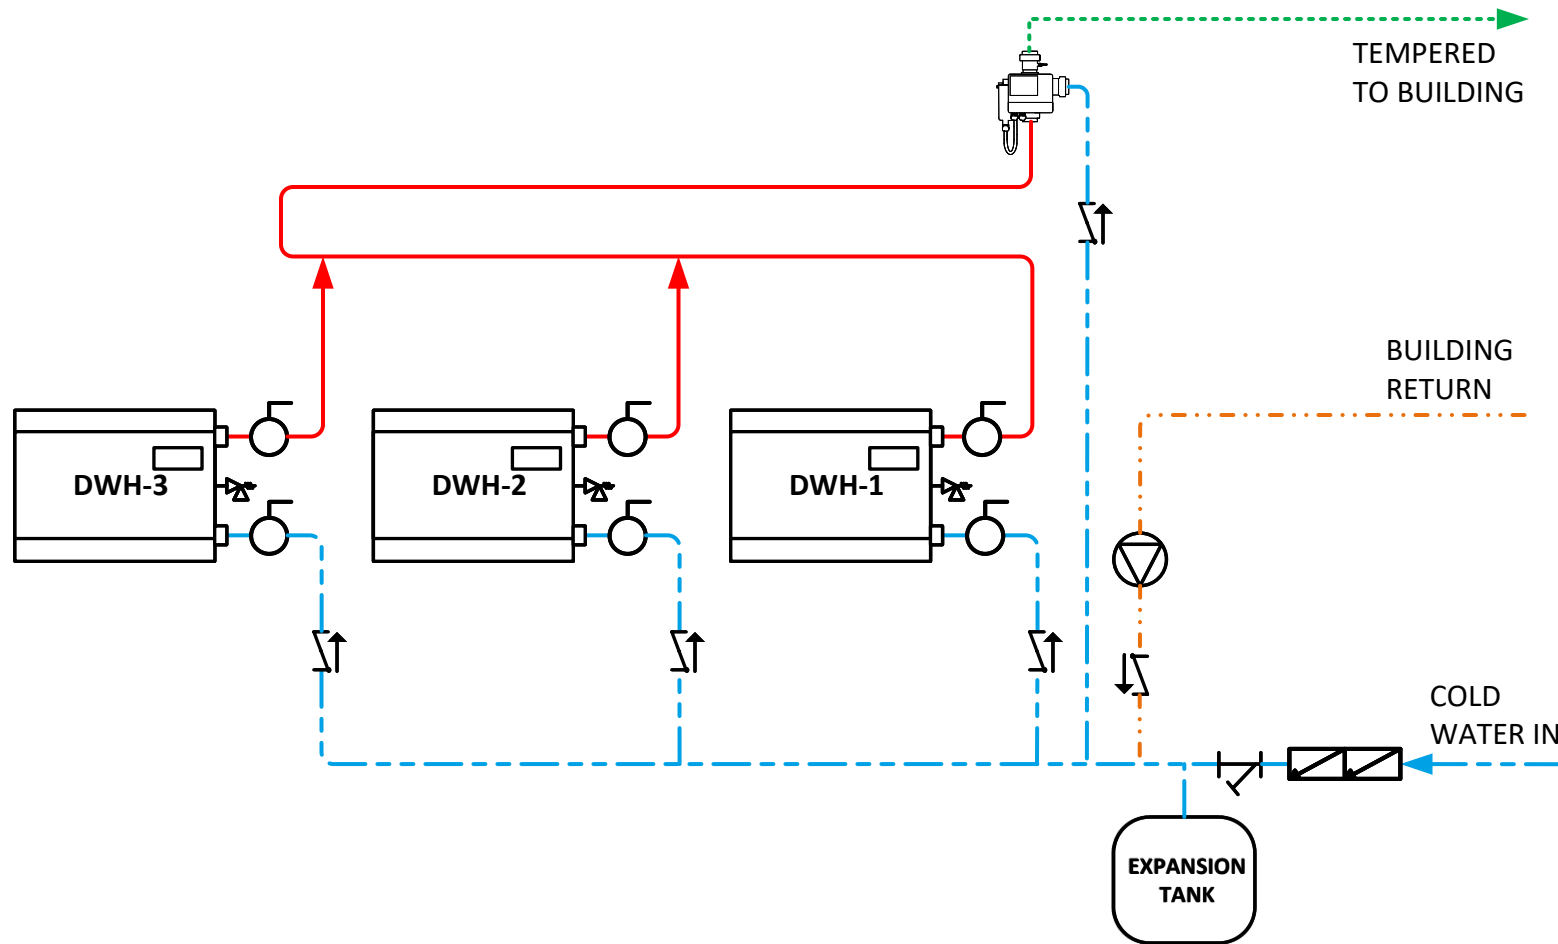 TEMPERED
TO BUILDING
BUILDING
RETURN
DWH-3
DWH-2
DWH-1
COLD
WATER IN
EXPANSION
TANK